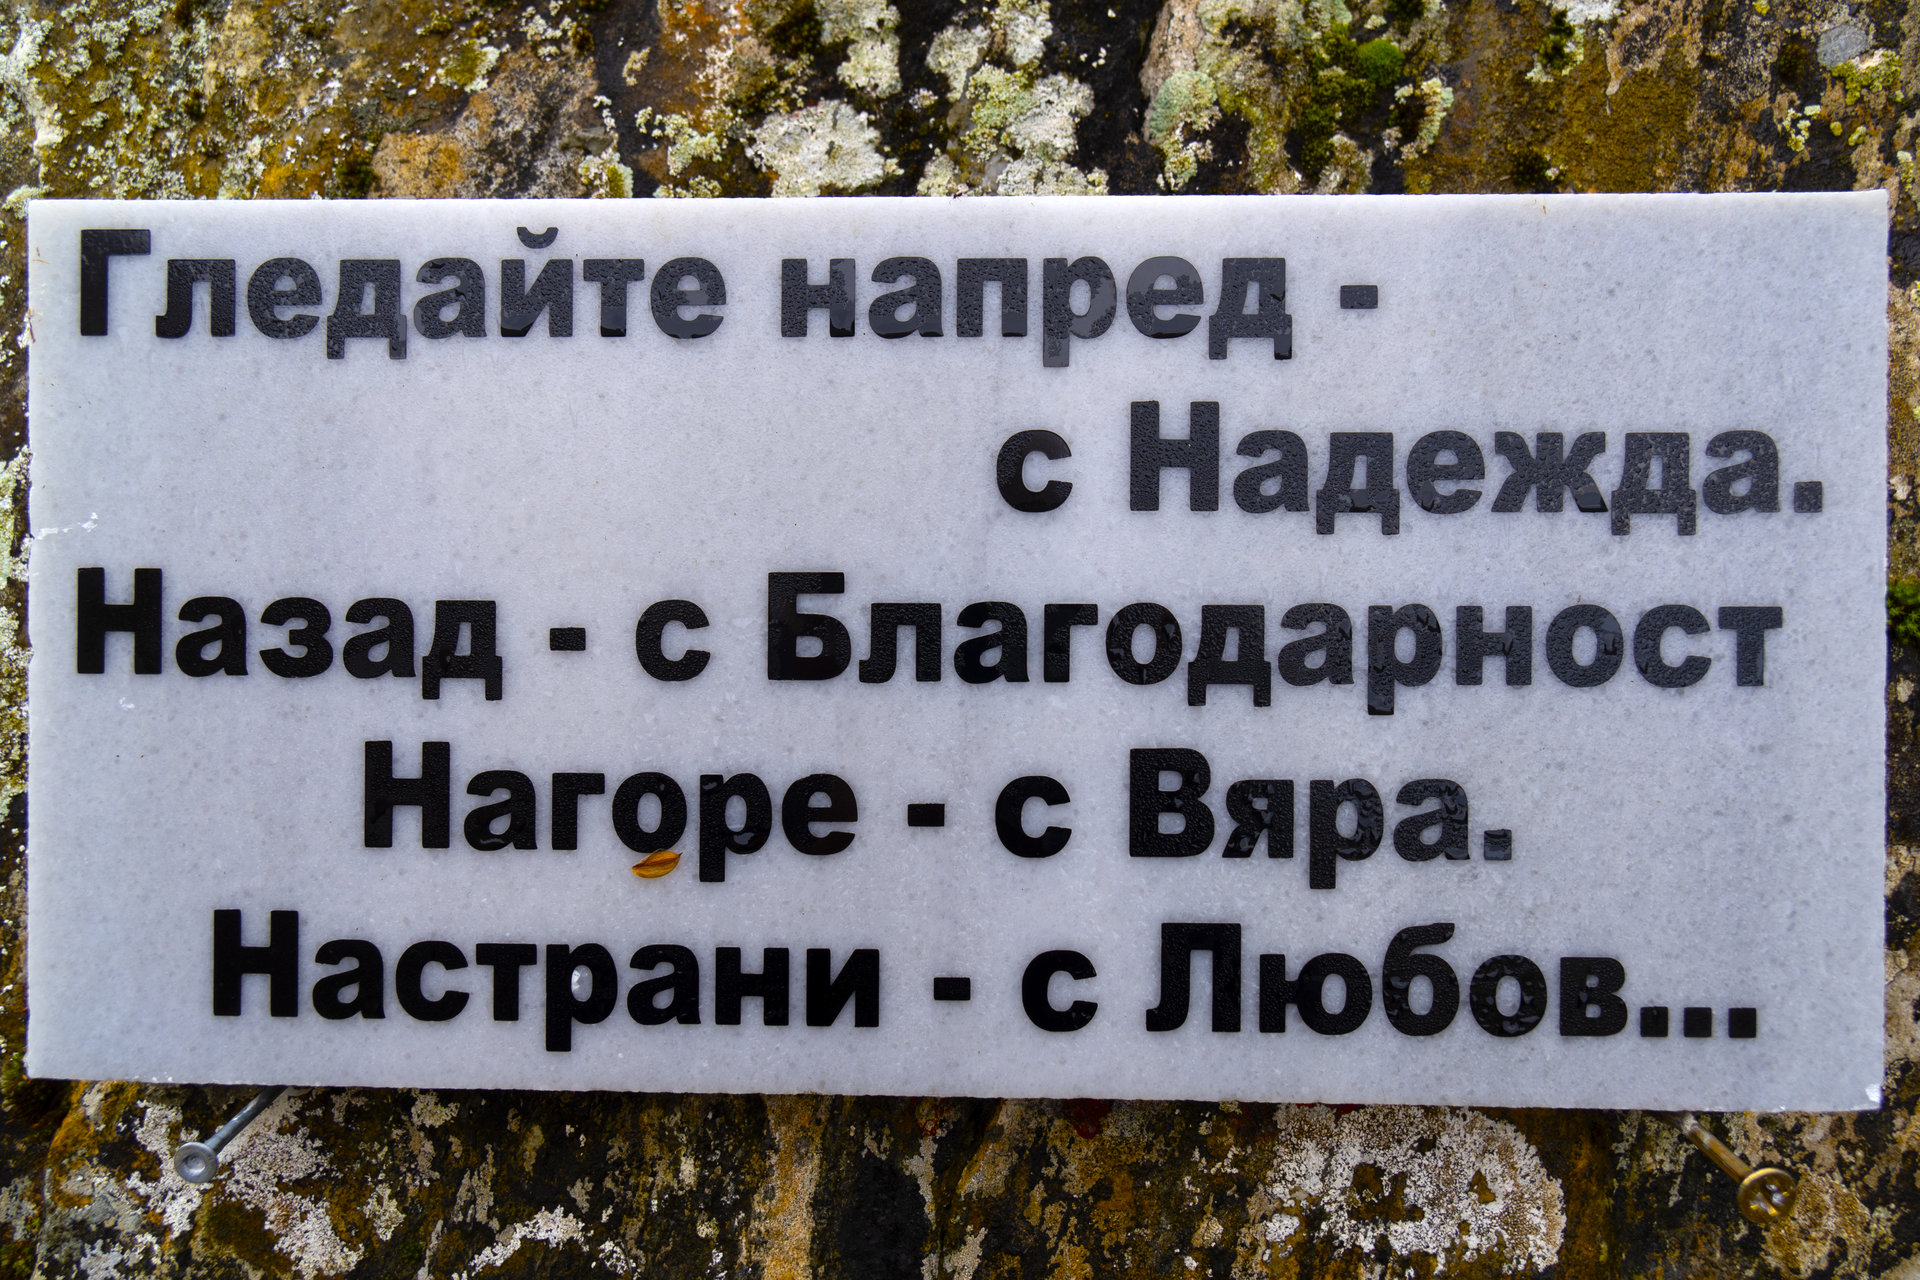 Гледайте напред -
с Надежда.
Назад - с Благодарност
Нагоре - с Вяра.
Настрани - с Любов...